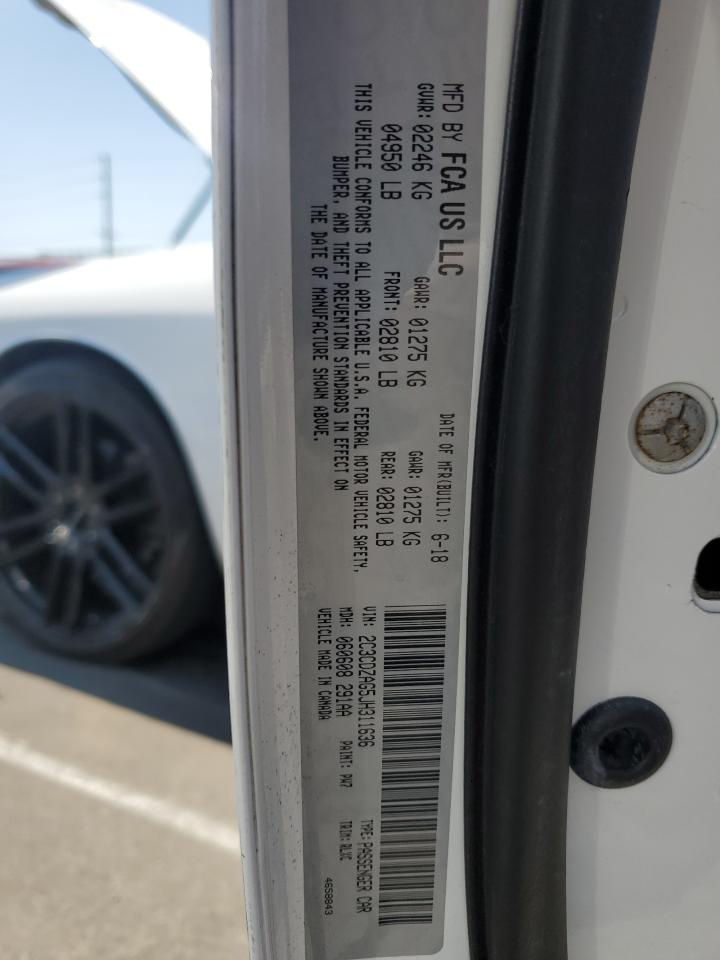 MFD BY FCA US LLC
DATE OF MFR(BUILT): 6-18
GVWR: 02246 KG GAWR: 01275 KG GAWR: 01275 KG
04950 LB FRONT: 02810 LB REAR: 02810 LB
THIS VEHICLE CONFORMS TO ALL APPLICABLE U.S.A. FEDERAL MOTOR VEHICLE SAFETY,
BUMPER, AND THEFT PREVENTION STANDARDS IN EFFECT ON
THE DATE OF MANUFACTURE SHOWN ABOVE.
VIN: 2C3CDZAG5JH311636 TYPE: PASSENGER CAR
MDH: 060608 291AA PAINT: PW7 TRIM: RLXC
VEHICLE MADE IN CANADA
4658843